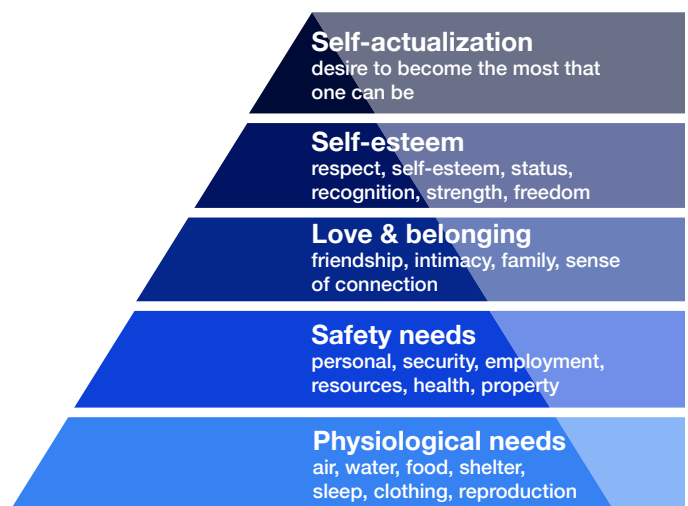 Self-actualization
desire to become the most that
one can be
Self-esteem
respect, self-esteem, status,
recognition, strength, freedom
Love & belonging
friendship, intimacy, family, sense
of connection
Safety needs
personal, security, employment,
resources, health, property
Physiological needs
air, water, food, shelter,
sleep, clothing, reproduction